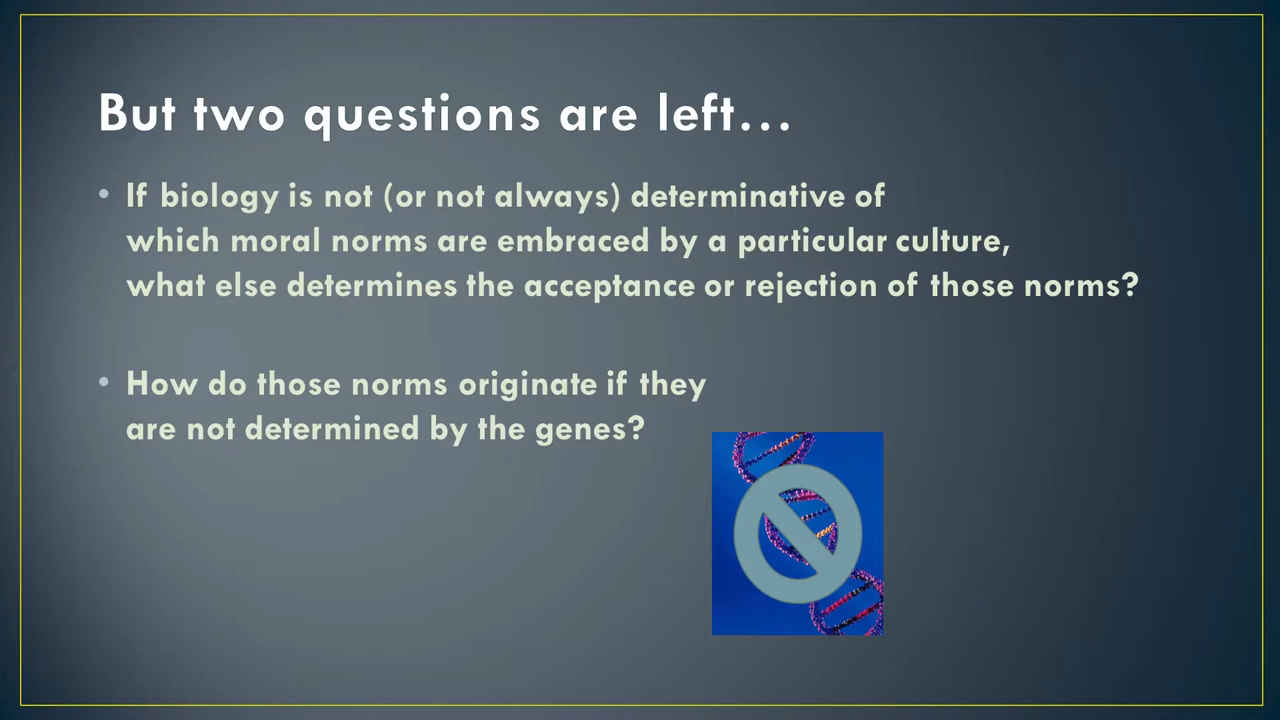 But two questions are left...
• If biology is not (or not always) determinative of
which moral norms are embraced by a particular culture,
what else determines the acceptance or rejection of those norms?
• How do those norms originate if they
are not determined by the genes?